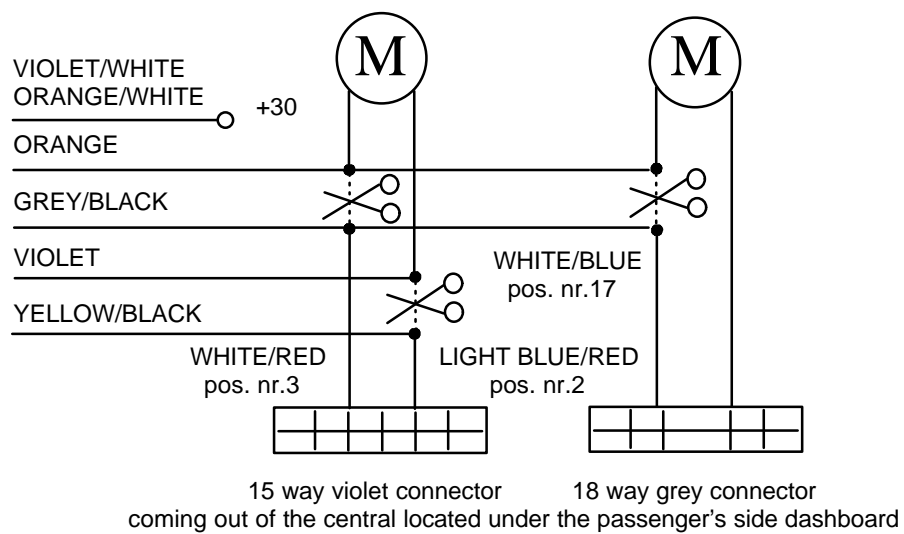 M
M
VIOLET/WHITE
ORANGE/WHITE
+30
ORANGE
GREY/BLACK
VIOLET
WHITE/BLUE
pos. nr.17
YELLOW/BLACK
WHITE/RED
pos. nr.3
LIGHT BLUE/RED
pos. nr.2
15 way violet connector
18 way grey connector
coming out of the central located under the passenger's side dashboard